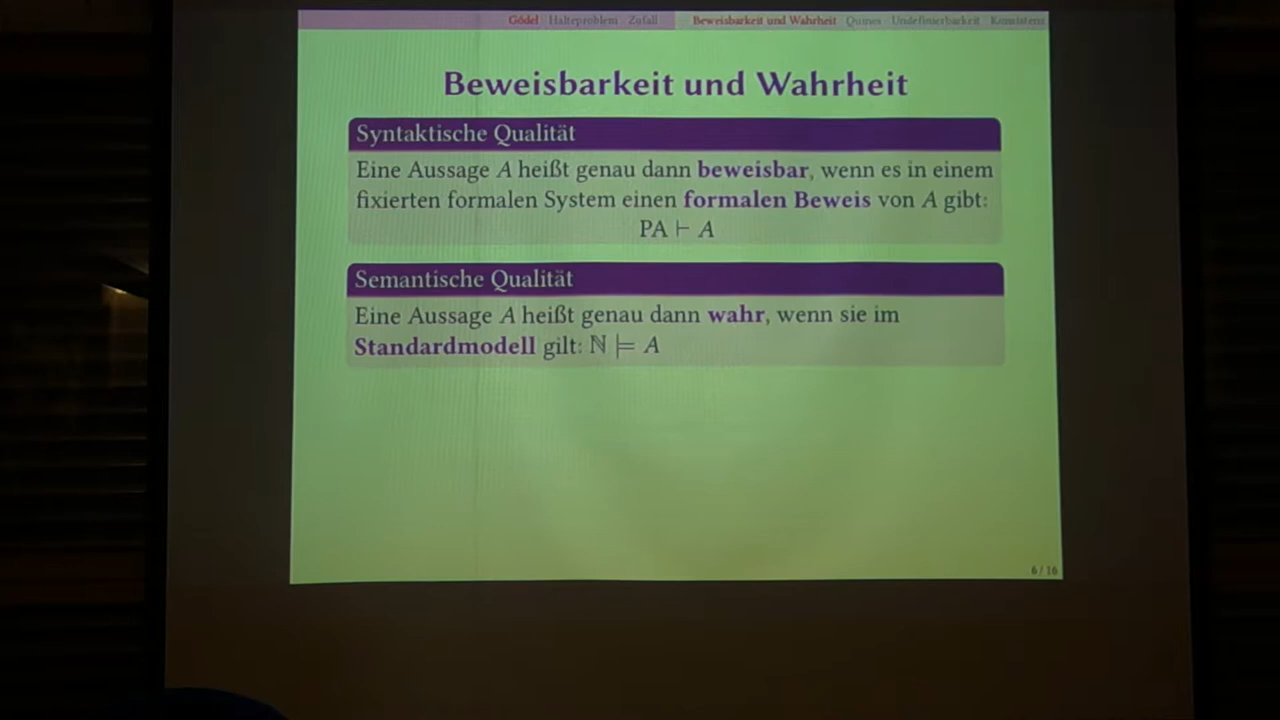 Gödel Halteproblem Zufall Beweisbarkeit und Wahrheit Quines Undefinierbarkeit Konsistenz
Beweisbarkeit und Wahrheit
Syntaktische Qualität
Eine Aussage A heißt genau dann beweisbar, wenn es in einem
fixierten formalen System einen formalen Beweis von A gibt:
PA ⊢ A
Semantische Qualität
Eine Aussage A heißt genau dann wahr, wenn sie im
Standardmodell gilt: ℕ ⊨ A
6 / 16